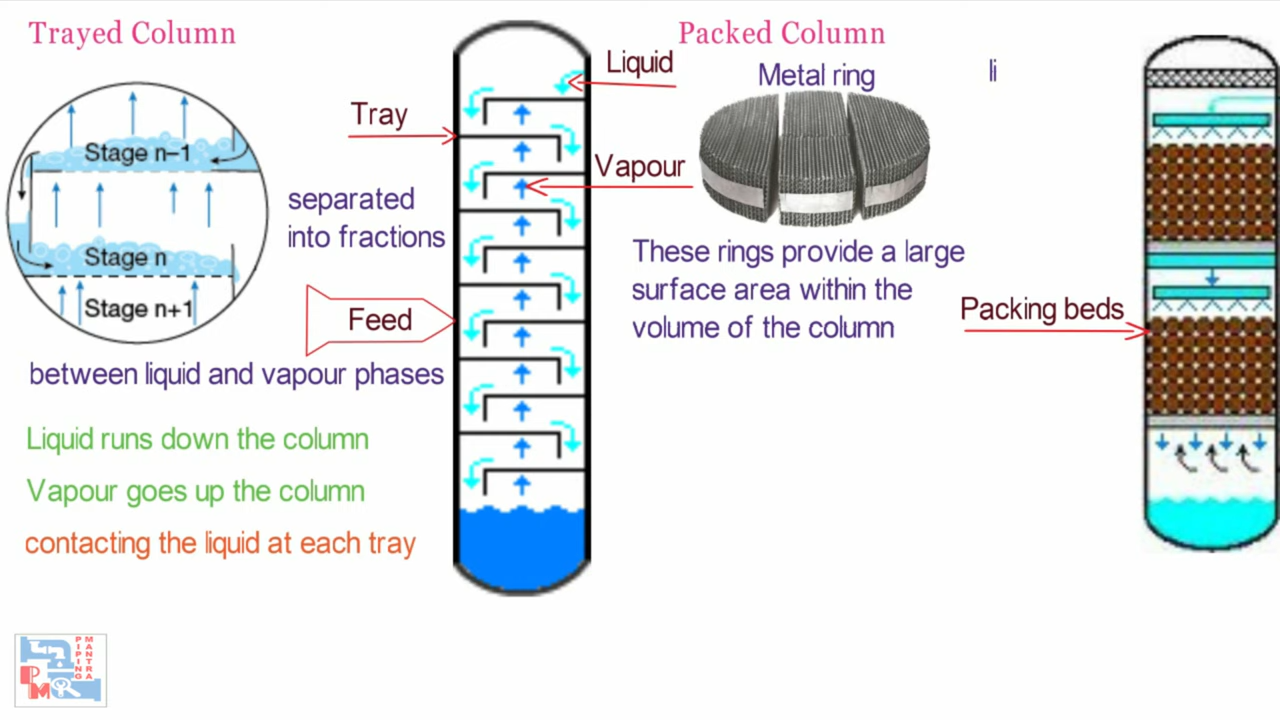 Trayed Column
Stage n–1
Stage n
Stage n+1
Tray
separated
into fractions
Feed
between liquid and vapour phases
Liquid runs down the column
Vapour goes up the column
contacting the liquid at each tray
Liquid
Vapour
Packed Column
Metal ring
These rings provide a large
surface area within the
volume of the column
li
Packing beds
PIPING
MANTRA
PM